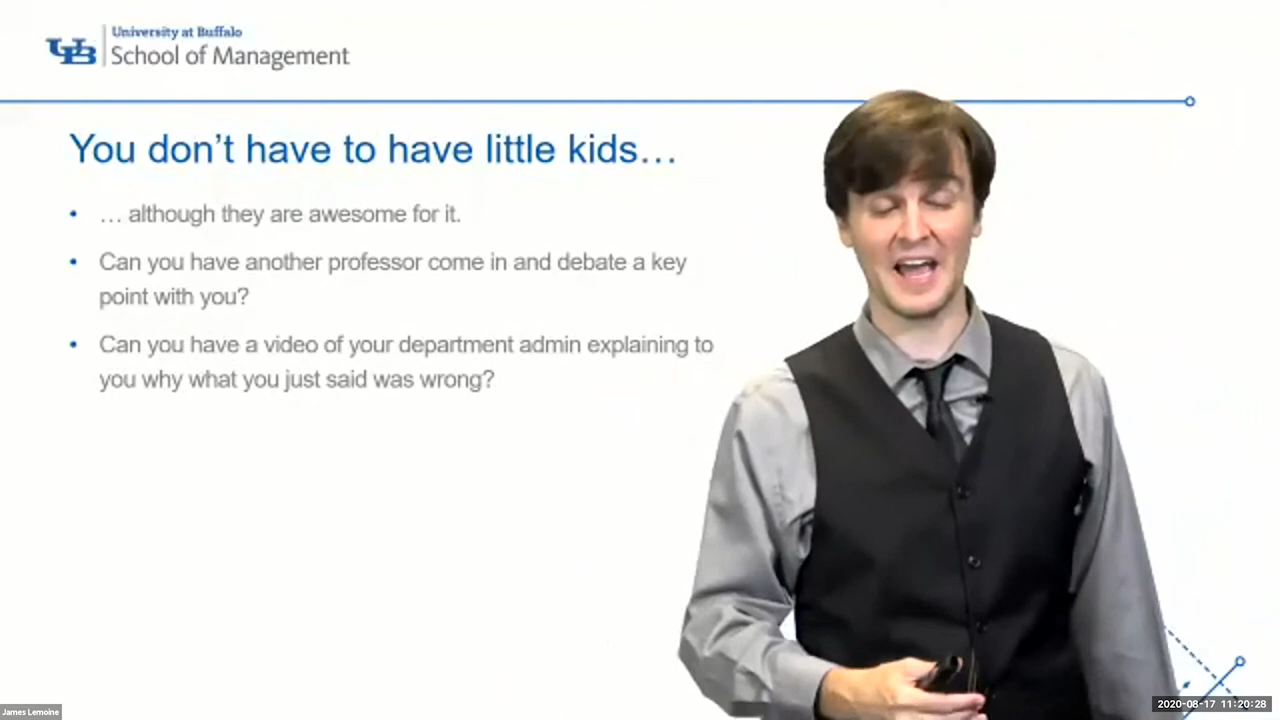 University at Buffalo
UB
School of Management
You don't have to have little kids…
• … although they are awesome for it.
• Can you have another professor come in and debate a key
point with you?
• Can you have a video of your department admin explaining to
you why what you just said was wrong?
James Lemoine
2020-08-17 11:20:28